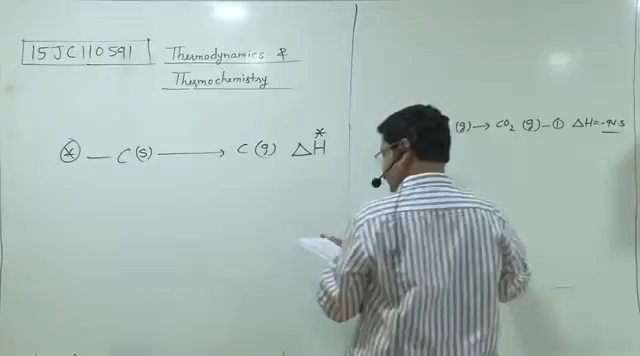 15JC110591
Thermodynamics &
Thermochemistry
* — C(s) ⟶ C(g) ΔH*
(g) ⟶ CO₂ (g) – ① ΔH = –94.5